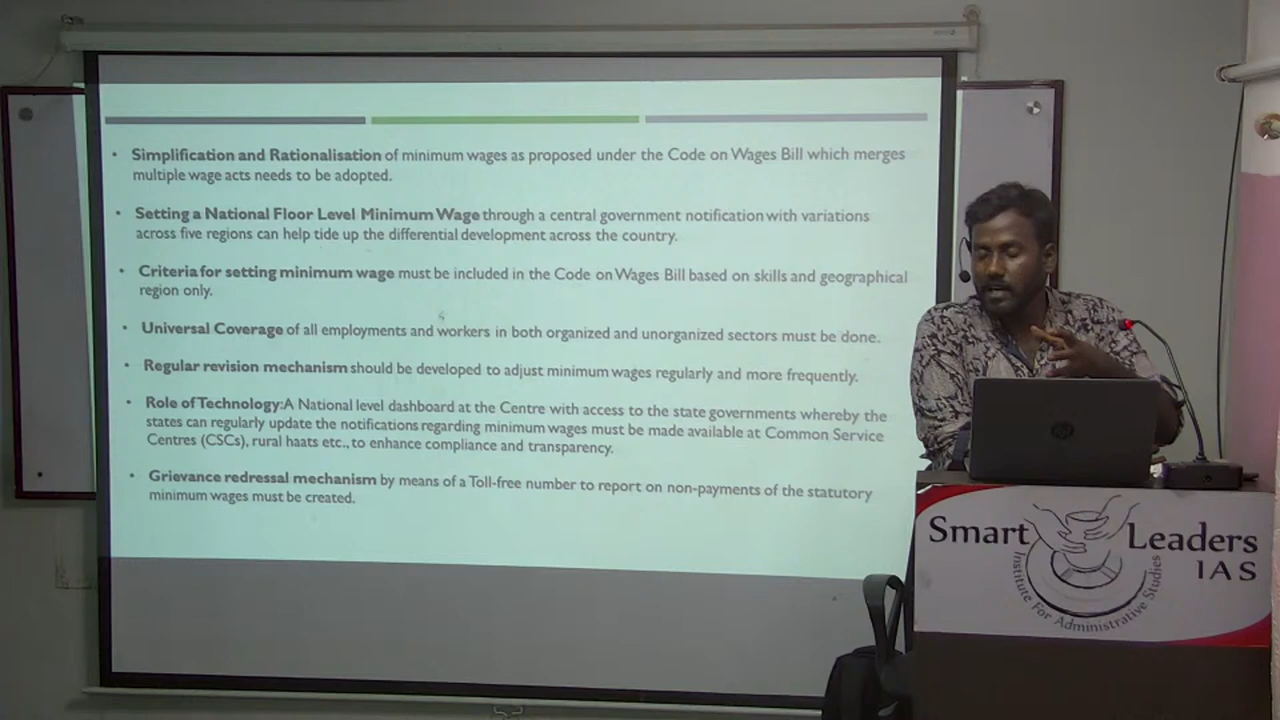 • Simplification and Rationalisation of minimum wages as proposed under the Code on Wages Bill which merges
multiple wage acts needs to be adopted.
• Setting a National Floor Level Minimum Wage through a central government notification with variations
across five regions can help tide up the differential development across the country.
• Criteria for setting minimum wage must be included in the Code on Wages Bill based on skills and geographical
region only.
• Universal Coverage of all employments and workers in both organized and unorganized sectors must be done.
• Regular revision mechanism should be developed to adjust minimum wages regularly and more frequently.
• Role of Technology: A National level dashboard at the Centre with access to the state governments whereby the
states can regularly update the notifications regarding minimum wages must be made available at Common Service
Centres (CSCs), rural haats etc., to enhance compliance and transparency.
• Grievance redressal mechanism by means of a Toll-free number to report on non-payments of the statutory
minimum wages must be created.
Smart Leaders
IAS
Institute For Administrative Studies
hp